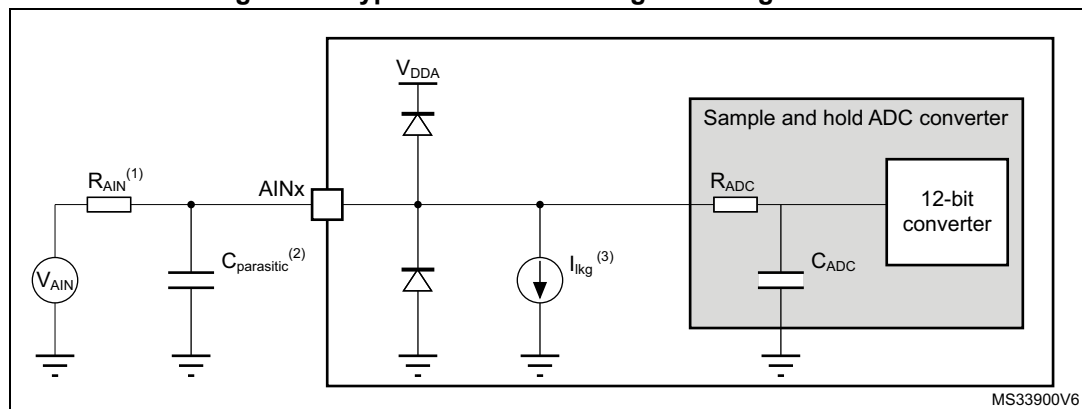 V_DDA
Sample and hold ADC converter
R_AIN(1)
AINx
R_ADC
12-bit
converter
C_parasitic(2)
I_lkg(3)
C_ADC
V_AIN
MS33900V6